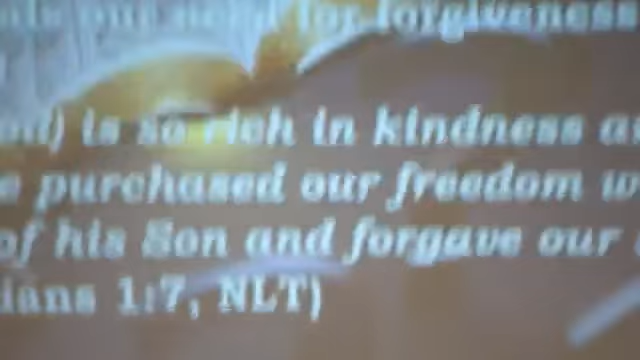 our need for forgiveness
is so rich in kindness
purchased our freedom
of his Son and forgave our
1:7, NLT)